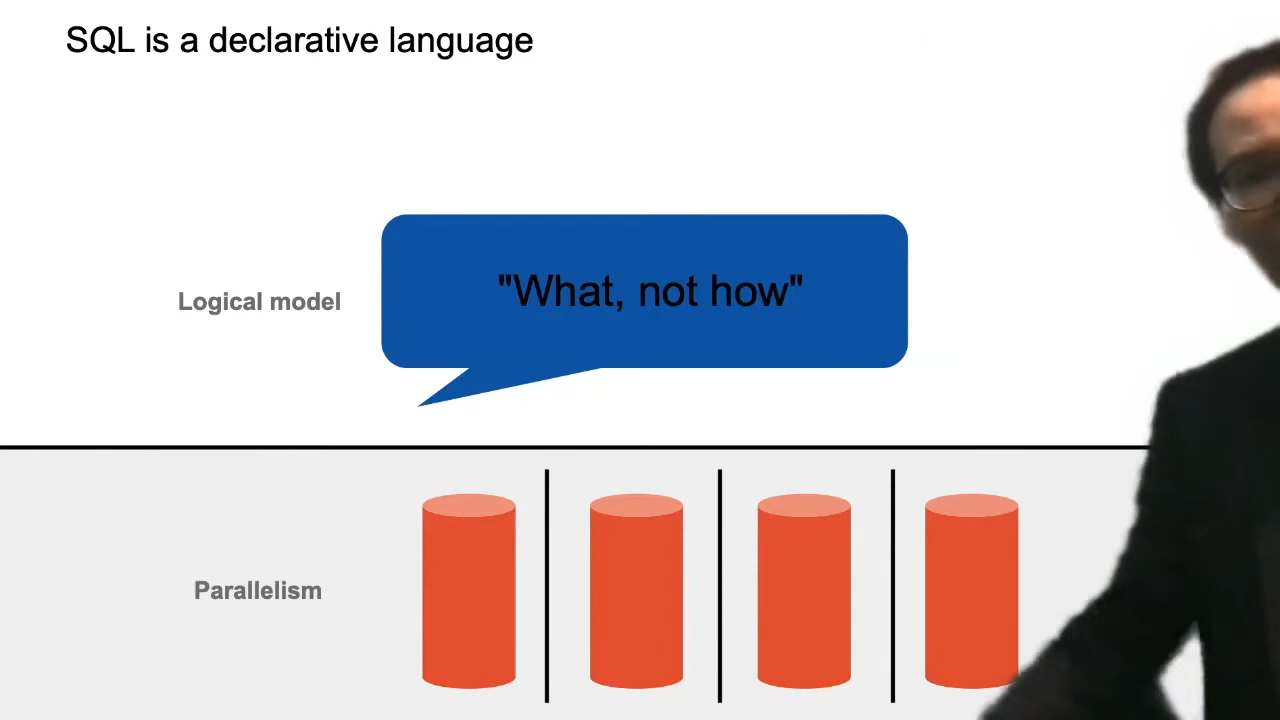 SQL is a declarative language
"What, not how"
Logical model
Parallelism